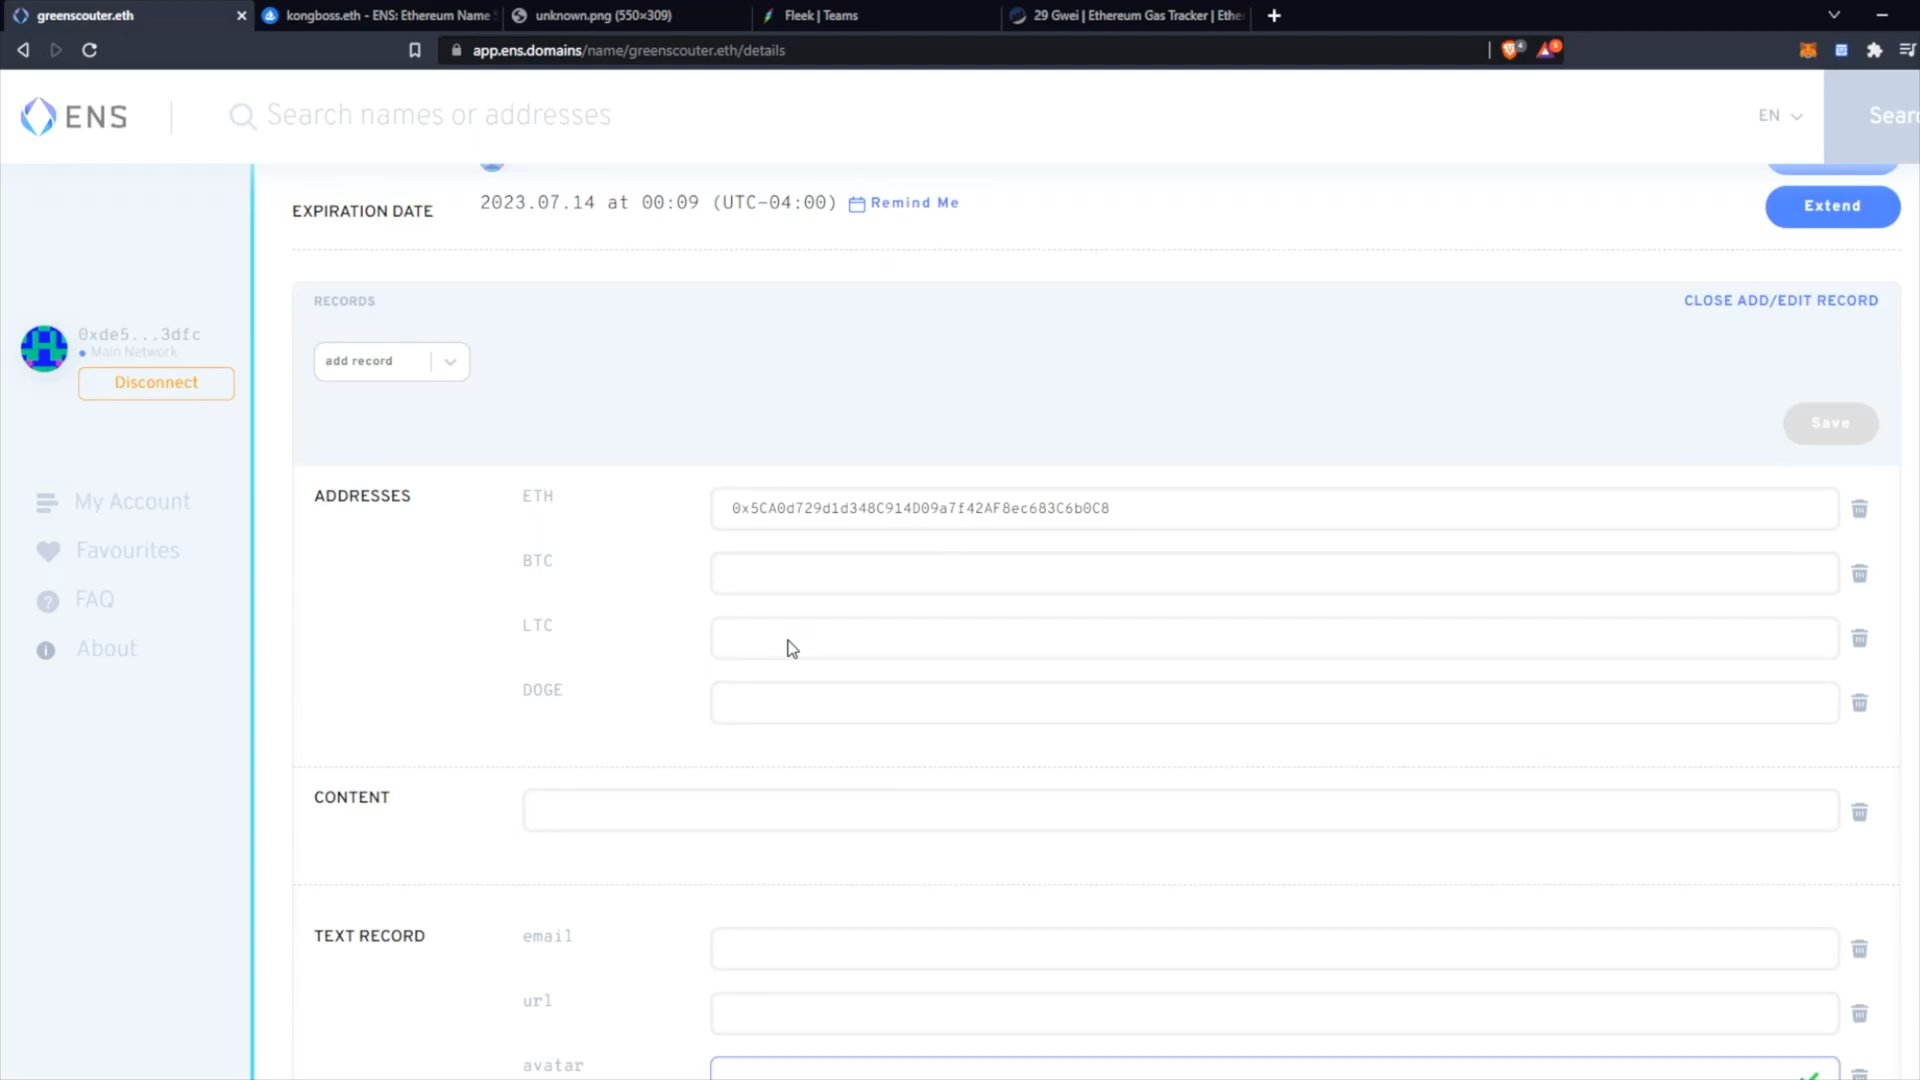 greenscouter.eth
kongboss.eth - ENS: Ethereum Name S
unknown.png (550×309)
Fleek | Teams
29 Gwei | Ethereum Gas Tracker | Ethe
app.ens.domains/name/greenscouter.eth/details
4
5
ENS
Search names or addresses
EN
Searc
EXPIRATION DATE
2023.07.14 at 00:09 (UTC-04:00)
Remind Me
Extend
RECORDS
CLOSE ADD/EDIT RECORD
0xde5...3dfc
Main Network
Disconnect
add record
Save
My Account
Favourites
FAQ
About
ADDRESSES
ETH
0x5CA0d729d1d348C914D09a7f42AF8ec683C6b0C8
BTC
LTC
DOGE
CONTENT
TEXT RECORD
email
url
avatar